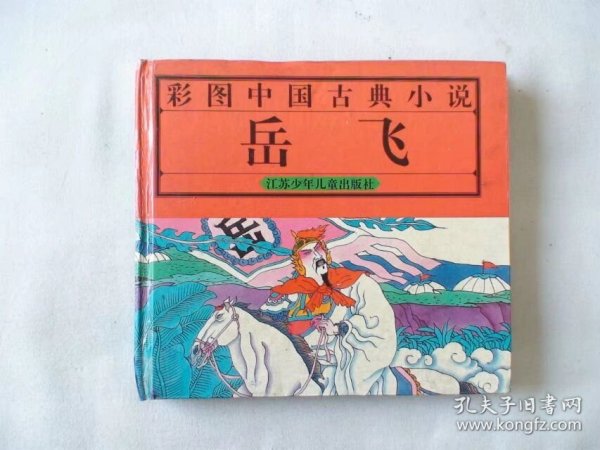 彩图中国古典小说
岳飞
江苏少年儿童出版社
岳
孔夫子旧书网
www.kongfz.com